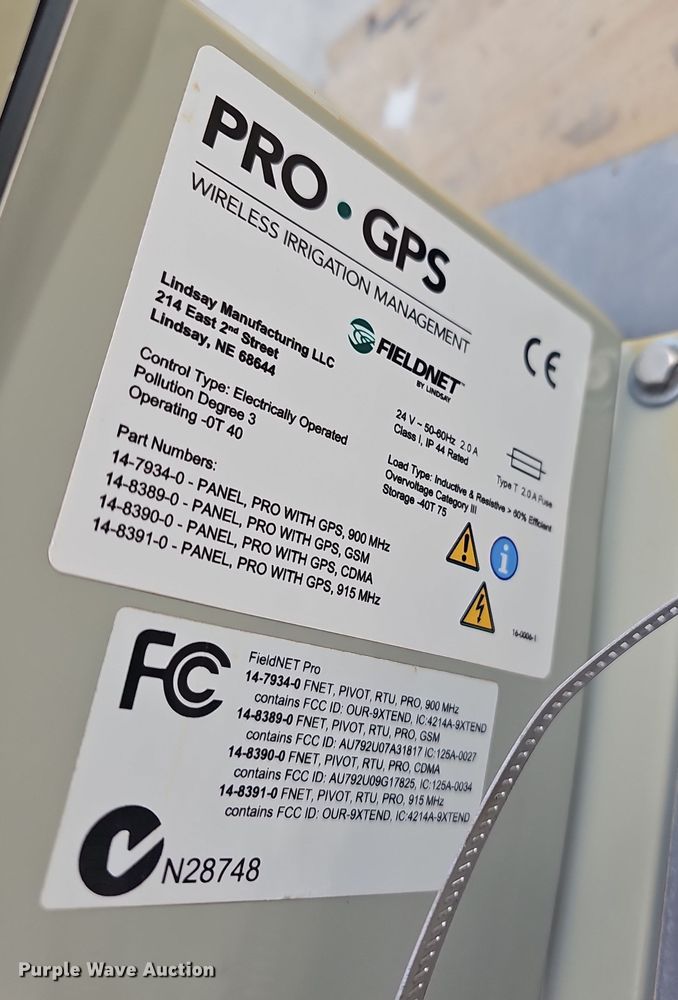 PRO • GPS
WIRELESS IRRIGATION MANAGEMENT
Lindsay Manufacturing LLC
214 East 2nd Street
Lindsay, NE 68644
FIELDNET™
BY LINDSAY
CE
Control Type: Electrically Operated
Pollution Degree 3
Operating -0T 40
24 V ~ 50-60Hz 2.0 A
Class I, IP 44 Rated
Type T 2.0 A Fuse
Load Type: Inductive & Resistive > 60% Efficient
Overvoltage Category III
Storage -40T 75
Part Numbers:
14-7934-0 - PANEL, PRO WITH GPS, 900 MHz
14-8389-0 - PANEL, PRO WITH GPS, GSM
14-8390-0 - PANEL, PRO WITH GPS, CDMA
14-8391-0 - PANEL, PRO WITH GPS, 915 MHz
16-0006-1
FC
FieldNET Pro
14-7934-0 FNET, PIVOT, RTU, PRO, 900 MHz
contains FCC ID: OUR-9XTEND, IC:4214A-9XTEND
14-8389-0 FNET, PIVOT, RTU, PRO, GSM
contains FCC ID: AU792U07A31817 IC:125A-0027
14-8390-0 FNET, PIVOT, RTU, PRO, CDMA
contains FCC ID: AU792U09G17825, IC:125A-0034
14-8391-0 FNET, PIVOT, RTU, PRO, 915 MHz
contains FCC ID: OUR-9XTEND, IC:4214A-9XTEND
N28748
Purple Wave Auction